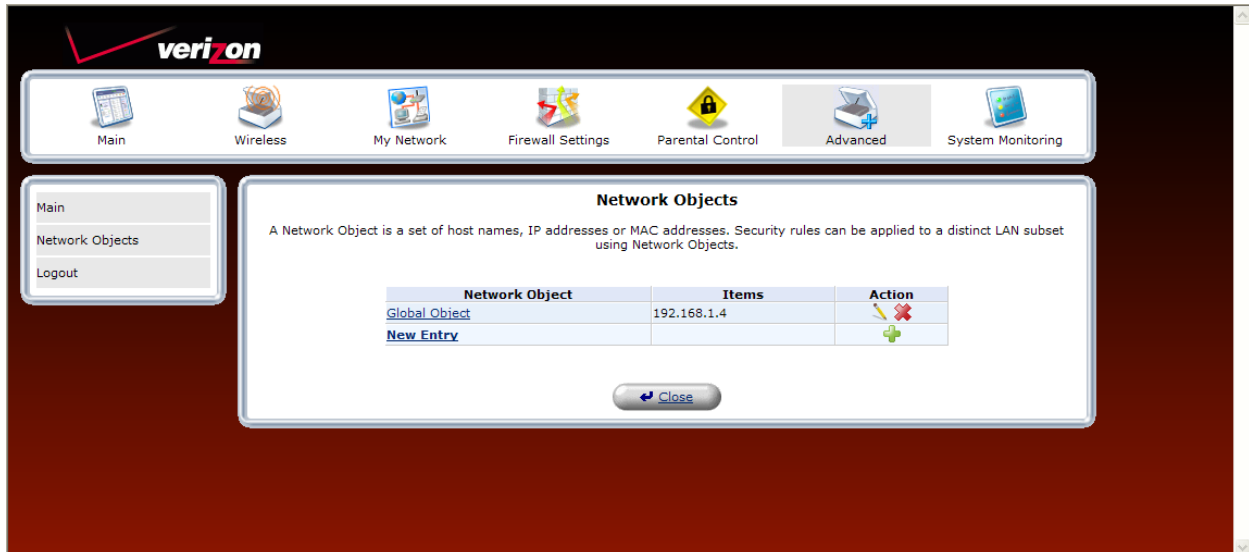 verizon
Main
Wireless
My Network
Firewall Settings
Parental Control
Advanced
System Monitoring
Main
Network Objects
Logout
Network Objects
A Network Object is a set of host names, IP addresses or MAC addresses. Security rules can be applied to a distinct LAN subset
using Network Objects.
Network Object Items Action
Global Object 192.168.1.4
New Entry
Close